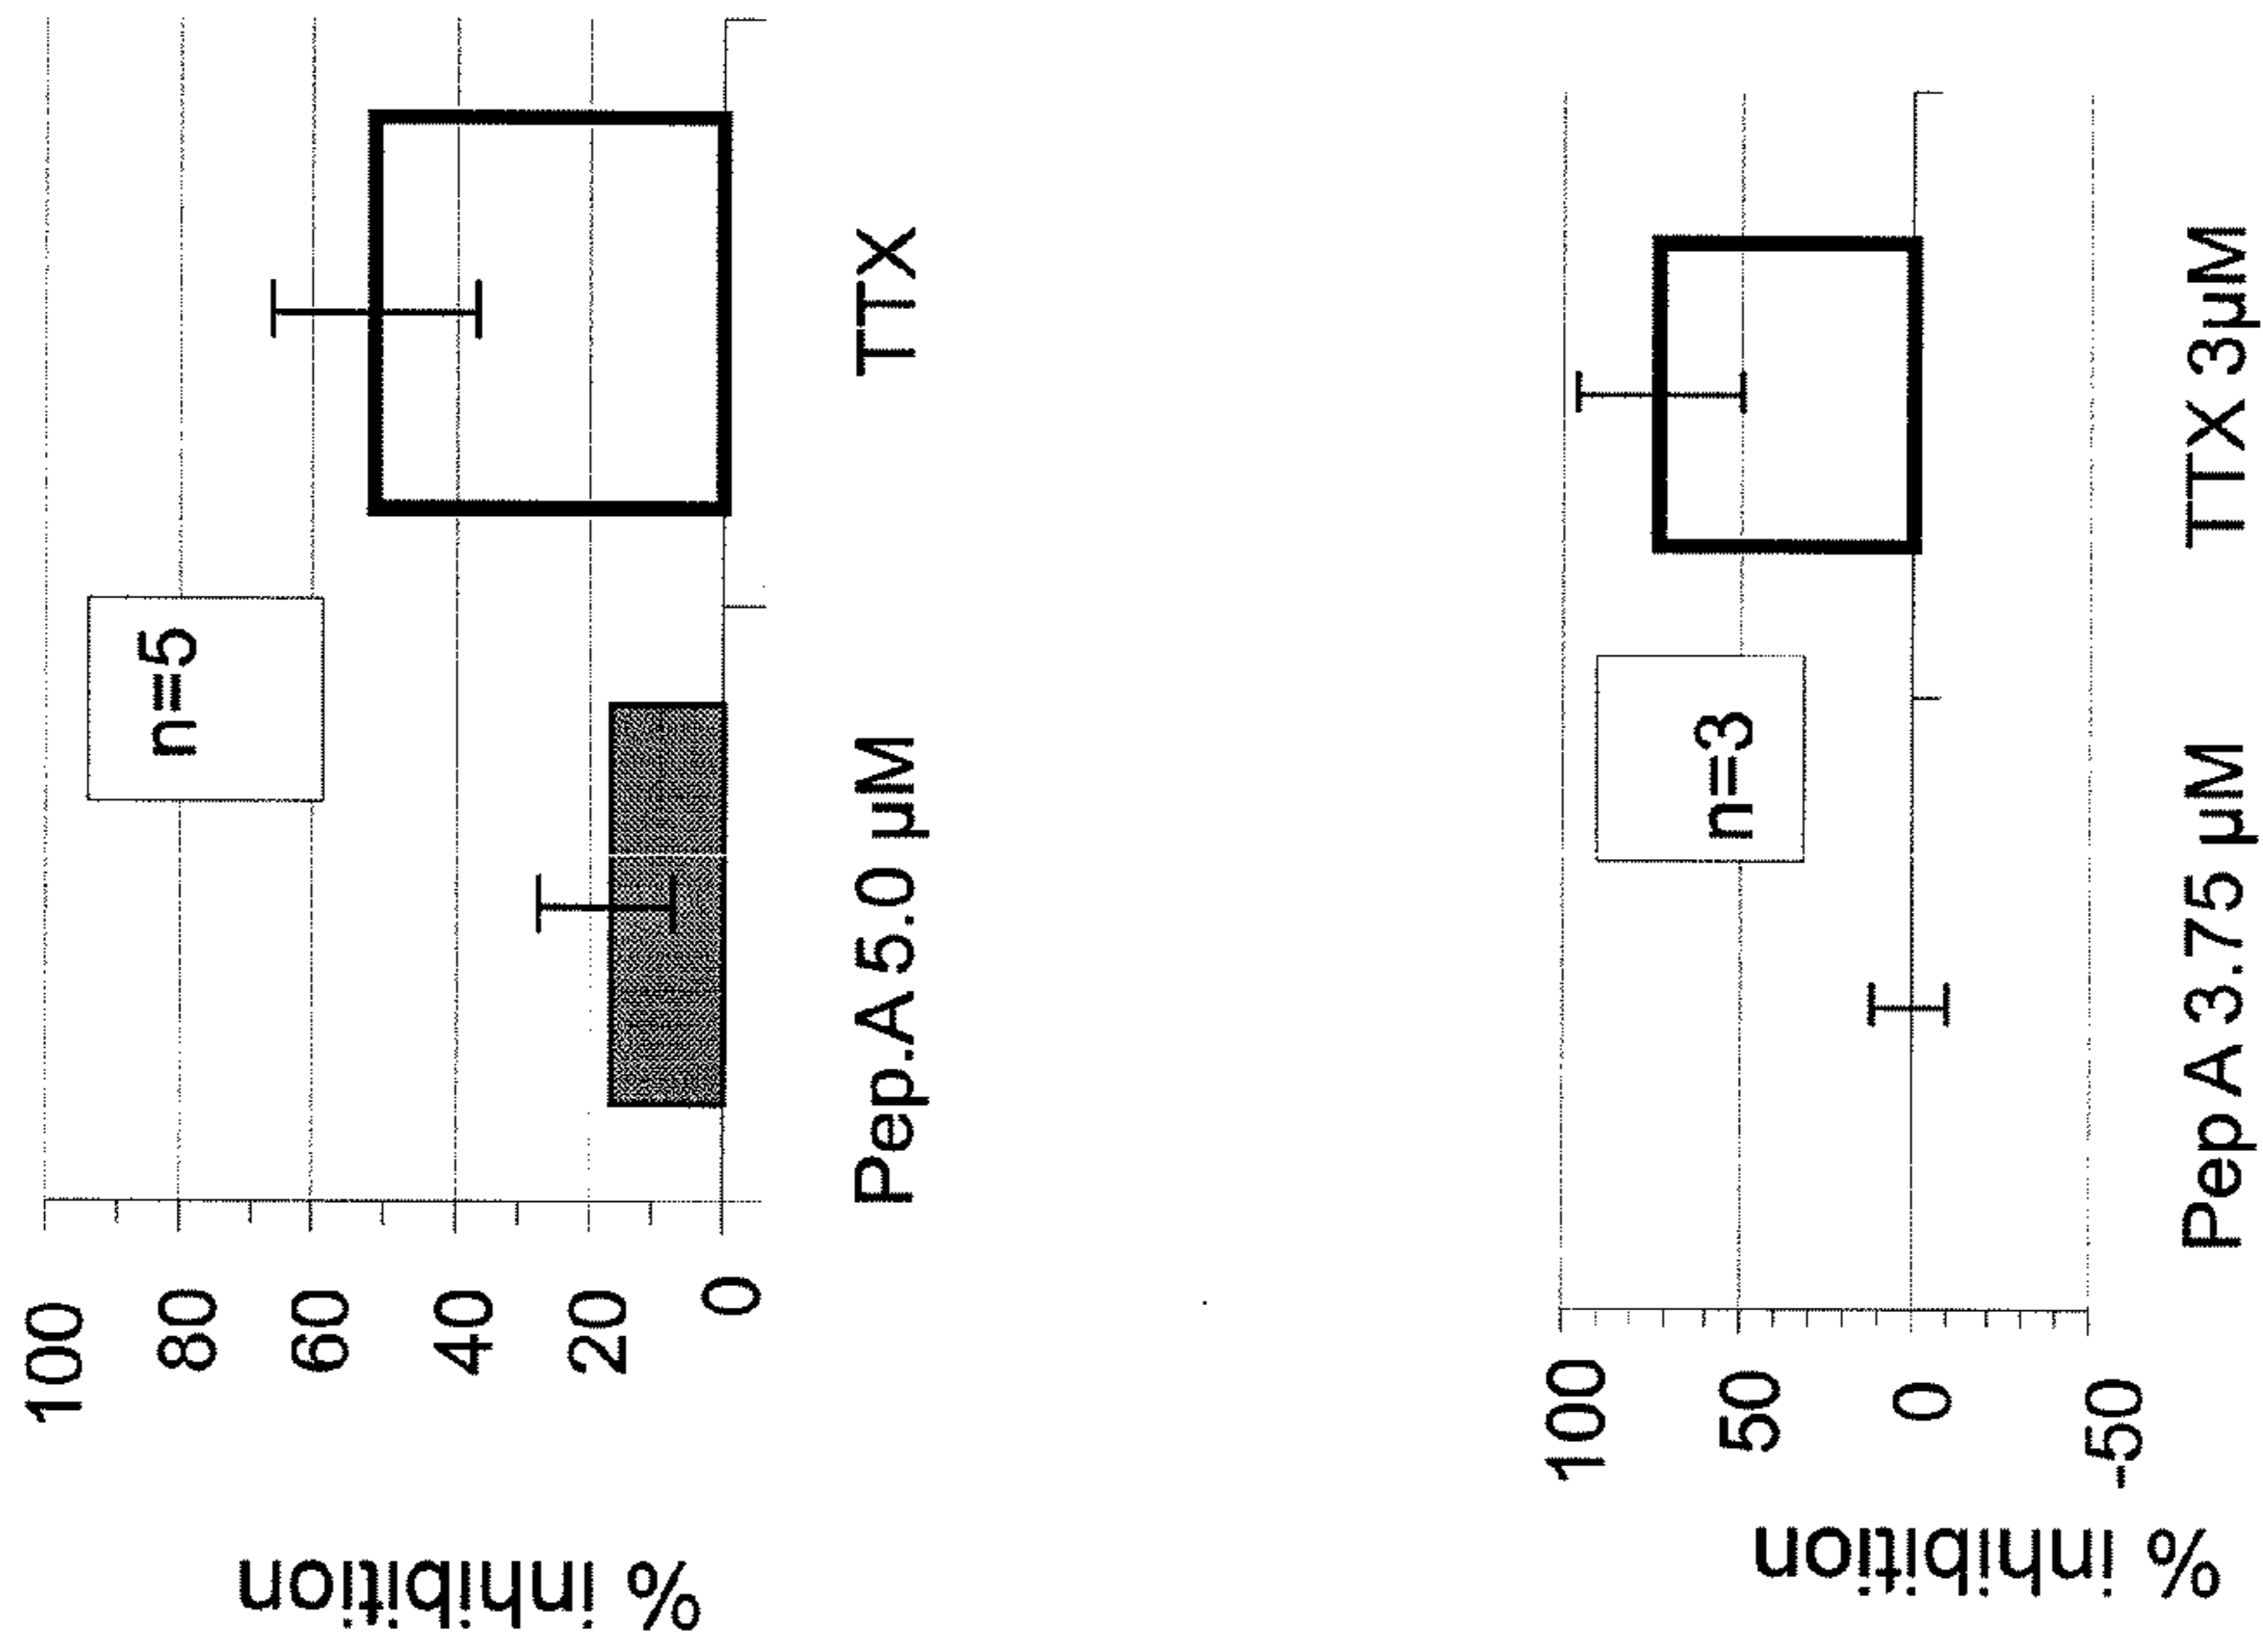 % inhibition
100
80
60
40
20
0
n=5
Pep.A 5.0 µM
TTX
% inhibition
100
50
0
-50
n=3
Pep A 3.75 µM
TTX 3µM